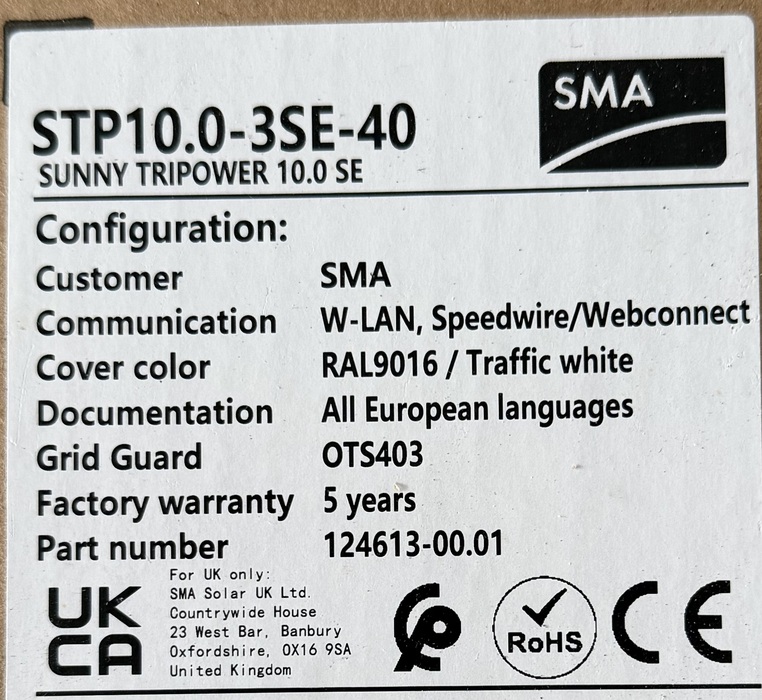 SMA
STP10.0-3SE-40
SUNNY TRIPOWER 10.0 SE
Configuration:
Customer SMA
Communication W-LAN, Speedwire/Webconnect
Cover color RAL9016 / Traffic white
Documentation All European languages
Grid Guard OTS403
Factory warranty 5 years
Part number 124613-00.01
UK
CA
For UK only:
SMA Solar UK Ltd.
Countrywide House
23 West Bar, Banbury
Oxfordshire, OX16 9SA
United Kingdom
RoHS
CE